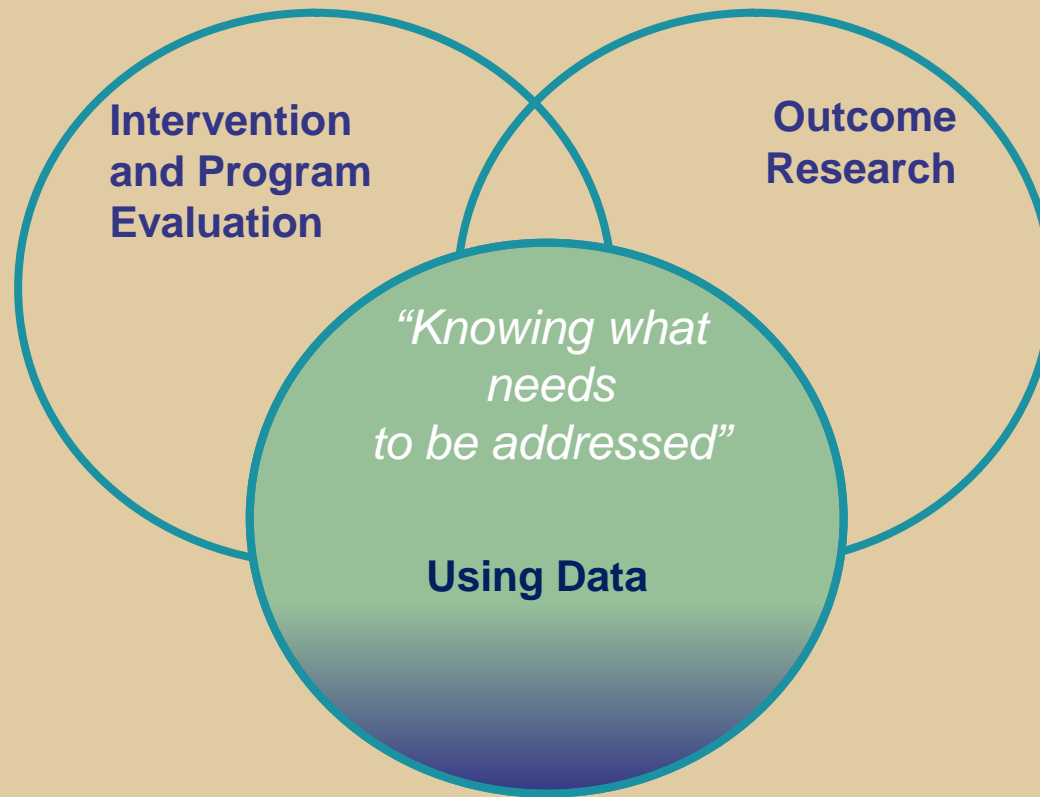 Intervention
and Program
Evaluation
Outcome
Research
“Knowing what
needs
to be addressed”
Using Data